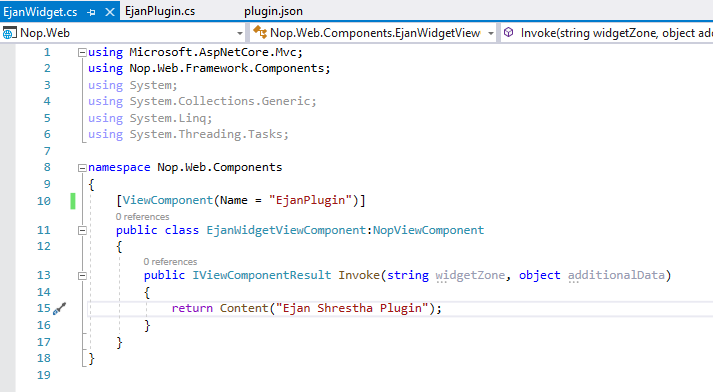 EjanWidget.cs
EjanPlugin.cs
plugin.json
Nop.Web
Nop.Web.Components.EjanWidgetView
Invoke(string widgetZone, object ad
1 using Microsoft.AspNetCore.Mvc;
2 using Nop.Web.Framework.Components;
3 using System;
4 using System.Collections.Generic;
5 using System.Linq;
6 using System.Threading.Tasks;
7
8 namespace Nop.Web.Components
9 {
10 [ViewComponent(Name = "EjanPlugin")]
0 references
11 public class EjanWidgetViewComponent:NopViewComponent
12 {
0 references
13 public IViewComponentResult Invoke(string widgetZone, object additionalData)
14 {
15 return Content("Ejan Shrestha Plugin");
16 }
17 }
18 }
19